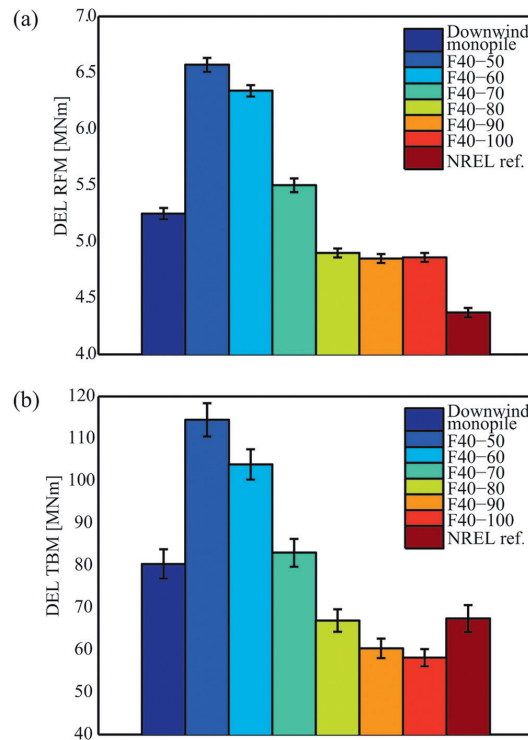 (a)
7.0
6.5
6.0
5.5
5.0
4.5
4.0
DEL RFM [MNm]
Downwind
monopile
F40−50
F40−60
F40−70
F40−80
F40−90
F40−100
NREL ref.
(b)
120
110
100
90
80
70
60
50
40
DEL TBM [MNm]
Downwind
monopile
F40−50
F40−60
F40−70
F40−80
F40−90
F40−100
NREL ref.